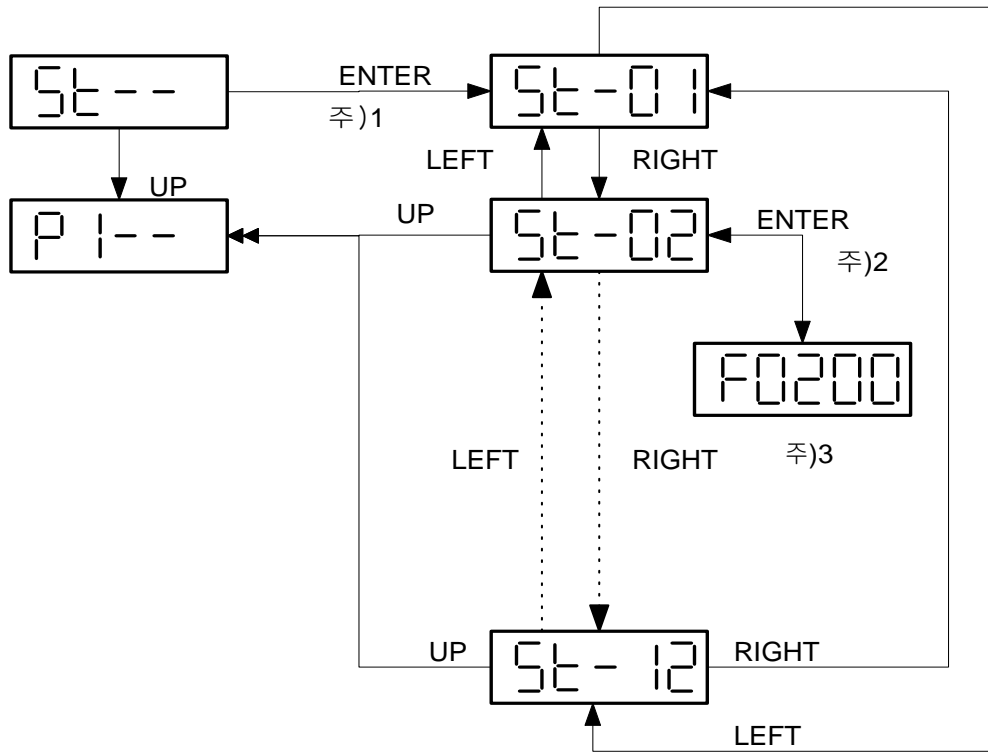 St--
ENTER
주)1
St-01
LEFT
RIGHT
UP
P1--
UP
St-02
ENTER
주)2
F0200
주)3
LEFT
RIGHT
UP
St-12
RIGHT
LEFT